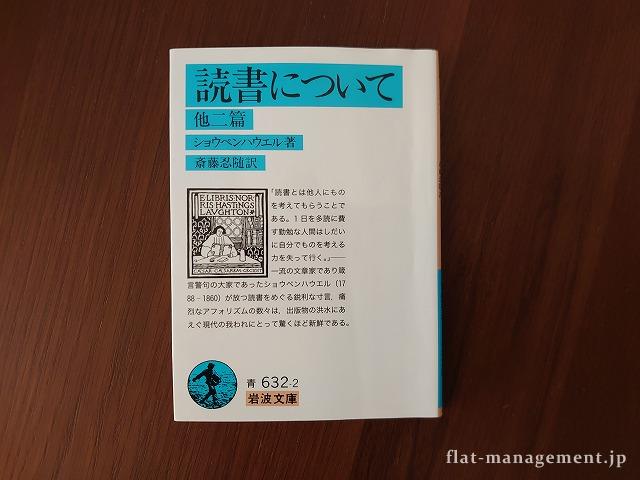 読書について
他二篇
ショウペンハウエル著
斎藤忍随訳
E·LIBRIS·NOR
RIS HASTINGS
LAVGHTON
CÆCAR CÆSAREM GECIDIT
「読書とは他人にもの
を考えてもらうことで
ある。1日を多読に費
す勤勉な人間はしだい
に自分でものを考える
力を失って行く。」――
一流の文章家であり箴
言警句の大家であったショウペンハウエル（17
88－1860）が放つ読書をめぐる鋭利な寸言、痛
烈なアフォリズムの数々は、出版物の洪水にあ
えぐ現代の我われにとって驚くほど新鮮である。
青 632-2
岩波文庫
flat-management.jp